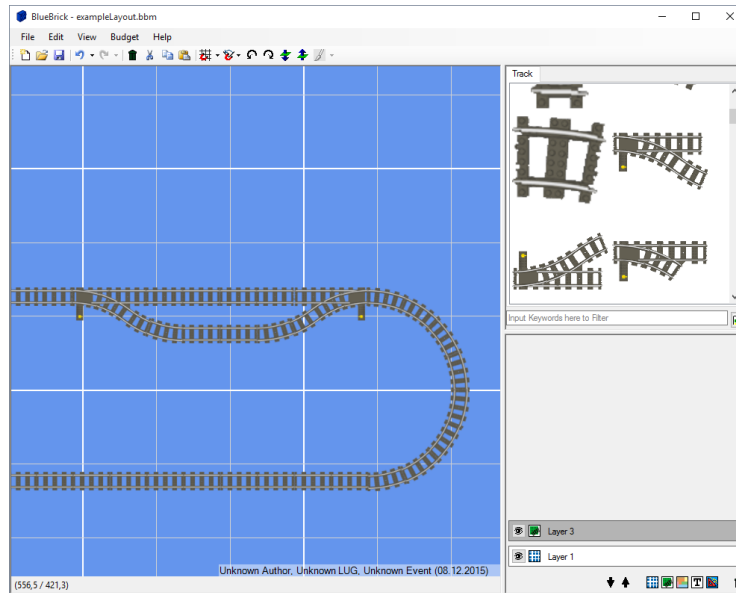 BlueBrick - exampleLayout.bbm
File Edit View Budget Help
Track
Input Keywords here to Filter
Layer 3
Layer 1
Unknown Author, Unknown LUG, Unknown Event (08.12.2015)
(556,5 / 421,3)